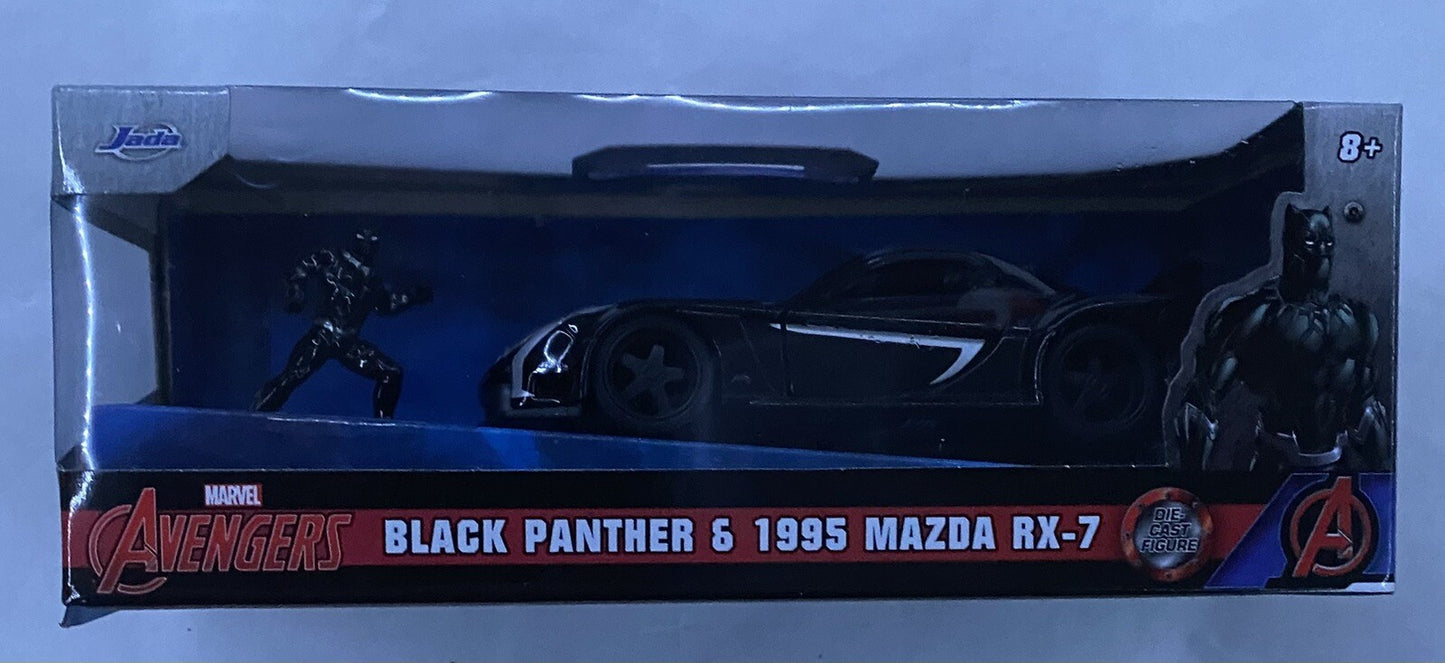 Jada
8+
MARVEL
AVENGERS
BLACK PANTHER & 1995 MAZDA RX-7
DIE-
CAST
FIGURE
A